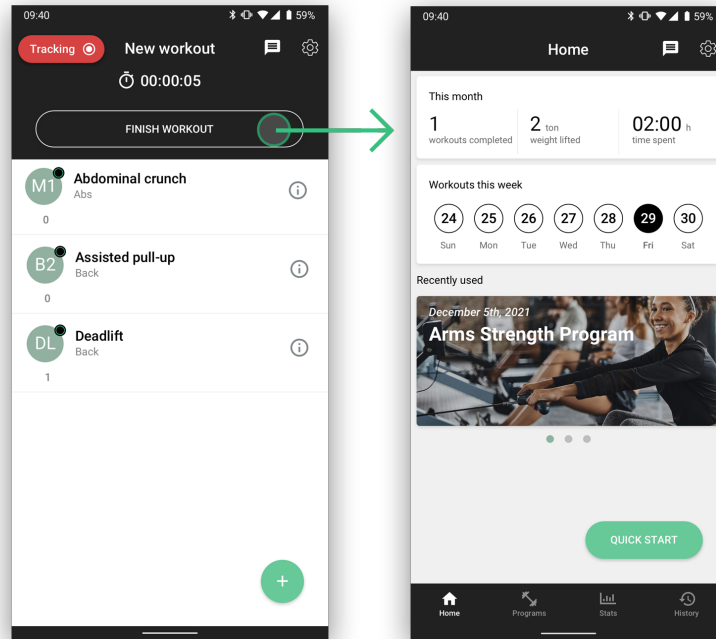 09:40
59%
Tracking
New workout
00:00:05
FINISH WORKOUT
M1
Abdominal crunch
Abs
0
B2
Assisted pull-up
Back
0
DL
Deadlift
Back
1
+
09:40
59%
Home
This month
1
workouts completed
2 ton
weight lifted
02:00 h
time spent
Workouts this week
24 25 26 27 28 29 30
Sun Mon Tue Wed Thu Fri Sat
Recently used
December 5th, 2021
Arms Strength Program
QUICK START
Home Programs Stats History